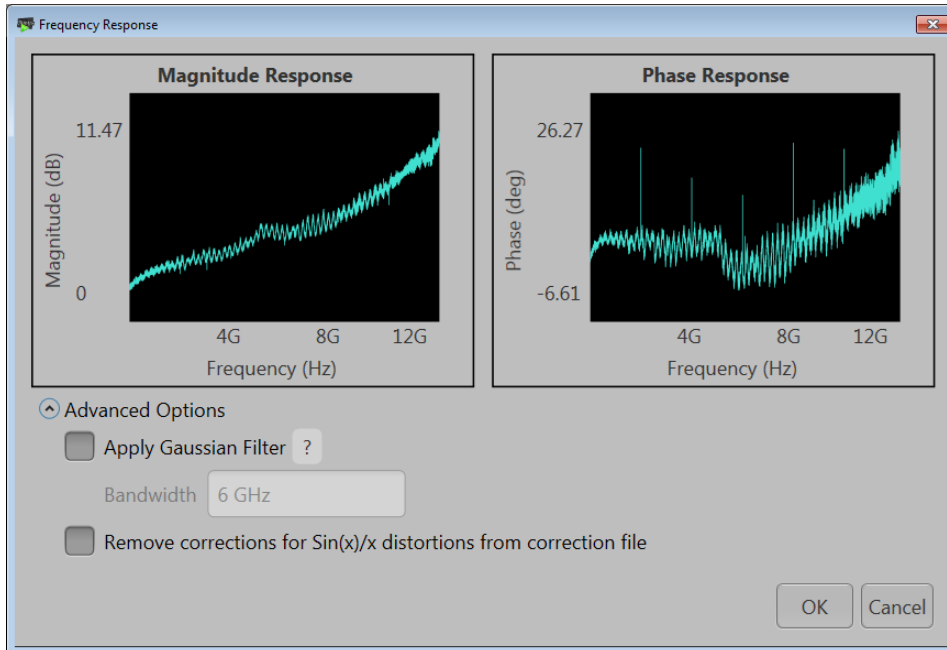 Frequency Response
Magnitude Response
11.47
Magnitude (dB)
0
4G 8G 12G
Frequency (Hz)
Phase Response
26.27
Phase (deg)
-6.61
4G 8G 12G
Frequency (Hz)
Advanced Options
Apply Gaussian Filter ?
Bandwidth 6 GHz
Remove corrections for Sin(x)/x distortions from correction file
OK Cancel